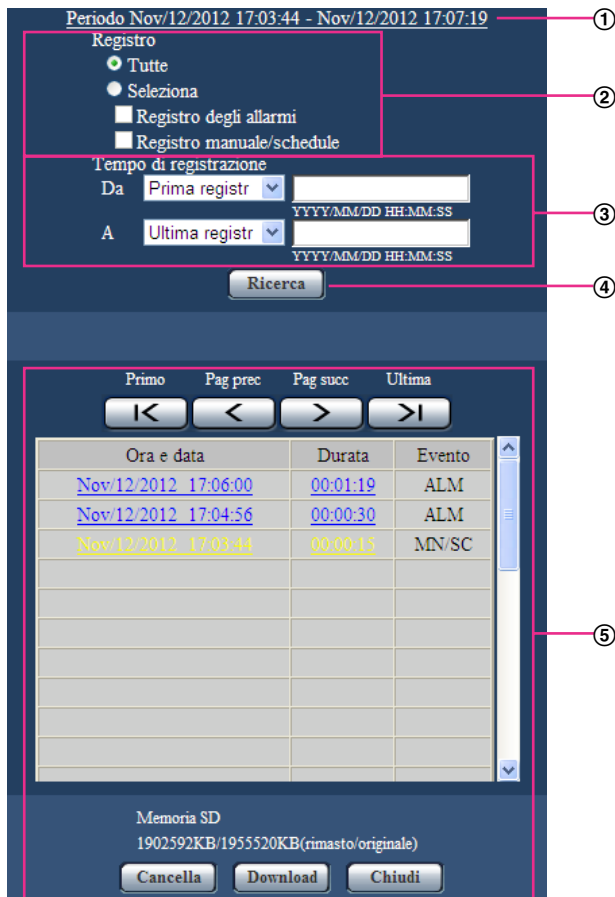 Periodo Nov/12/2012 17:03:44 - Nov/12/2012 17:07:19 ①
Registro
Tutte
Seleziona ②
Registro degli allarmi
Registro manuale/schedule
Tempo di registrazione
Da Prima registr
YYYY/MM/DD HH:MM:SS ③
A Ultima registr
YYYY/MM/DD HH:MM:SS
Ricerca ④
Primo Pag prec Pag succ Ultima
Ora e data Durata Evento
Nov/12/2012 17:06:00 00:01:19 ALM
Nov/12/2012 17:04:56 00:00:30 ALM
Nov/12/2012 17:03:44 00:00:15 MN/SC
⑤
Memoria SD
1902592KB/1955520KB(rimasto/originale)
Cancella Download Chiudi